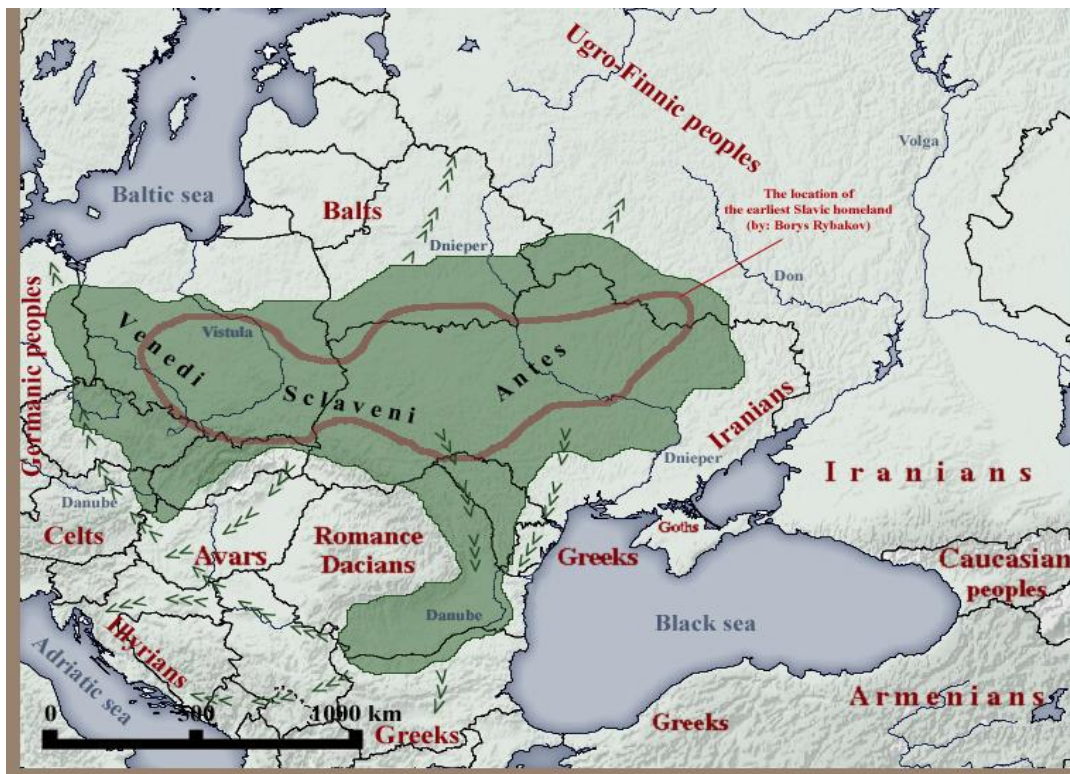 Ugro-Finnic peoples
Volga
Baltic sea
Balts
The location of
the earliest Slavic homeland
(by: Borys Rybakov)
Dnieper
Don
Germanic peoples
Venedi
Vistula
Antes
Sclaveni
Iranians
Dnieper
Iranians
Danube
Celts
Avars
Romance
Dacians
Greeks
Goths
Caucasian
peoples
Danube
Black sea
Illyrians
Adriatic sea
Armenians
0 500 1000 km
Greeks
Greeks